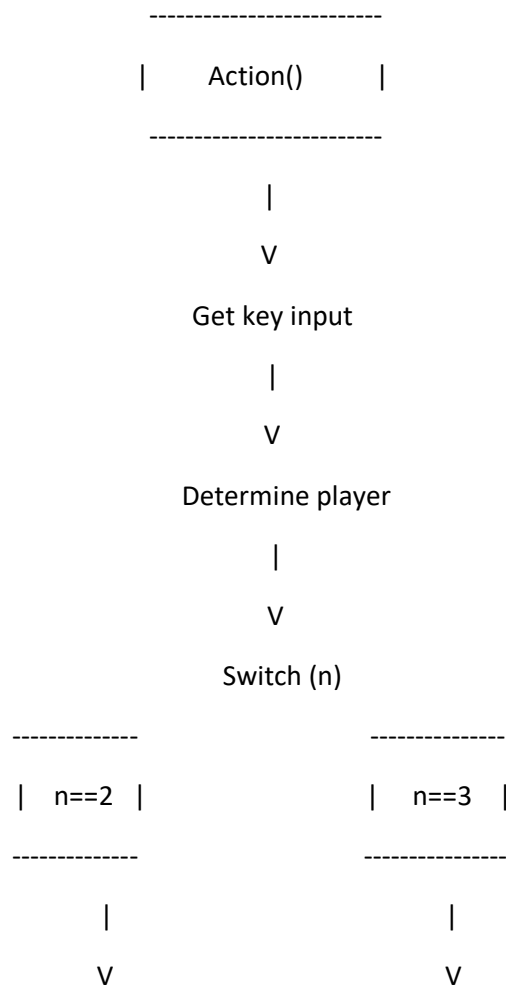 --------------------------
| Action() |
--------------------------
|
V
Get key input
|
V
Determine player
|
V
Switch (n)
-------------- ---------------
| n==2 | | n==3 |
-------------- ----------------
| |
V V